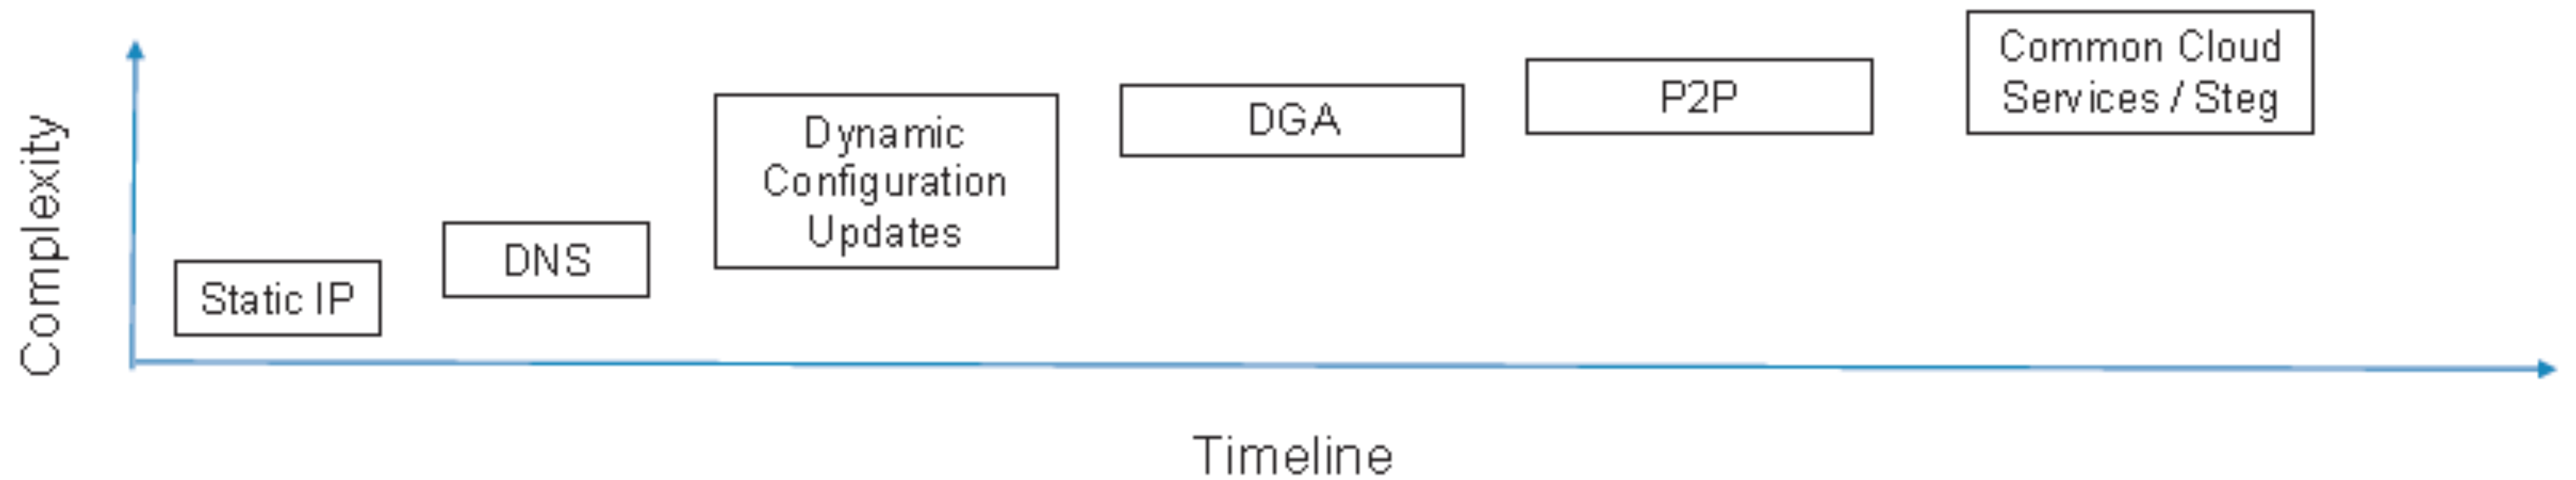 Complexity
Static IP
DNS
Dynamic
Configuration
Updates
DGA
P2P
Common Cloud
Services / Steg
Timeline